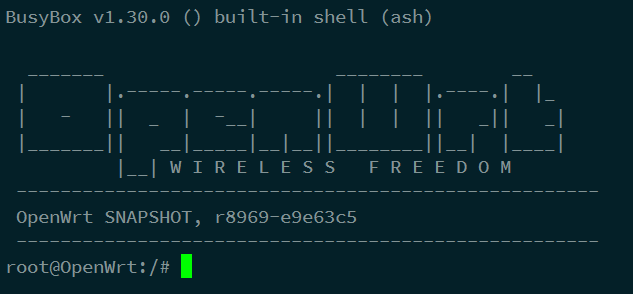 BusyBox v1.30.0 () built-in shell (ash)
  _______                     ________        __
 |       |.-----.-----.-----.|  |  |  |.----.|  |_
 |   -   ||  _  |  -__|     ||  |  |  ||   _||   _|
 |_______||   __|_____|__|__||________||__|  |____|
          |__| W I R E L E S S   F R E E D O M
 -----------------------------------------------------
 OpenWrt SNAPSHOT, r8969-e9e63c5
 -----------------------------------------------------
root@OpenWrt:/#